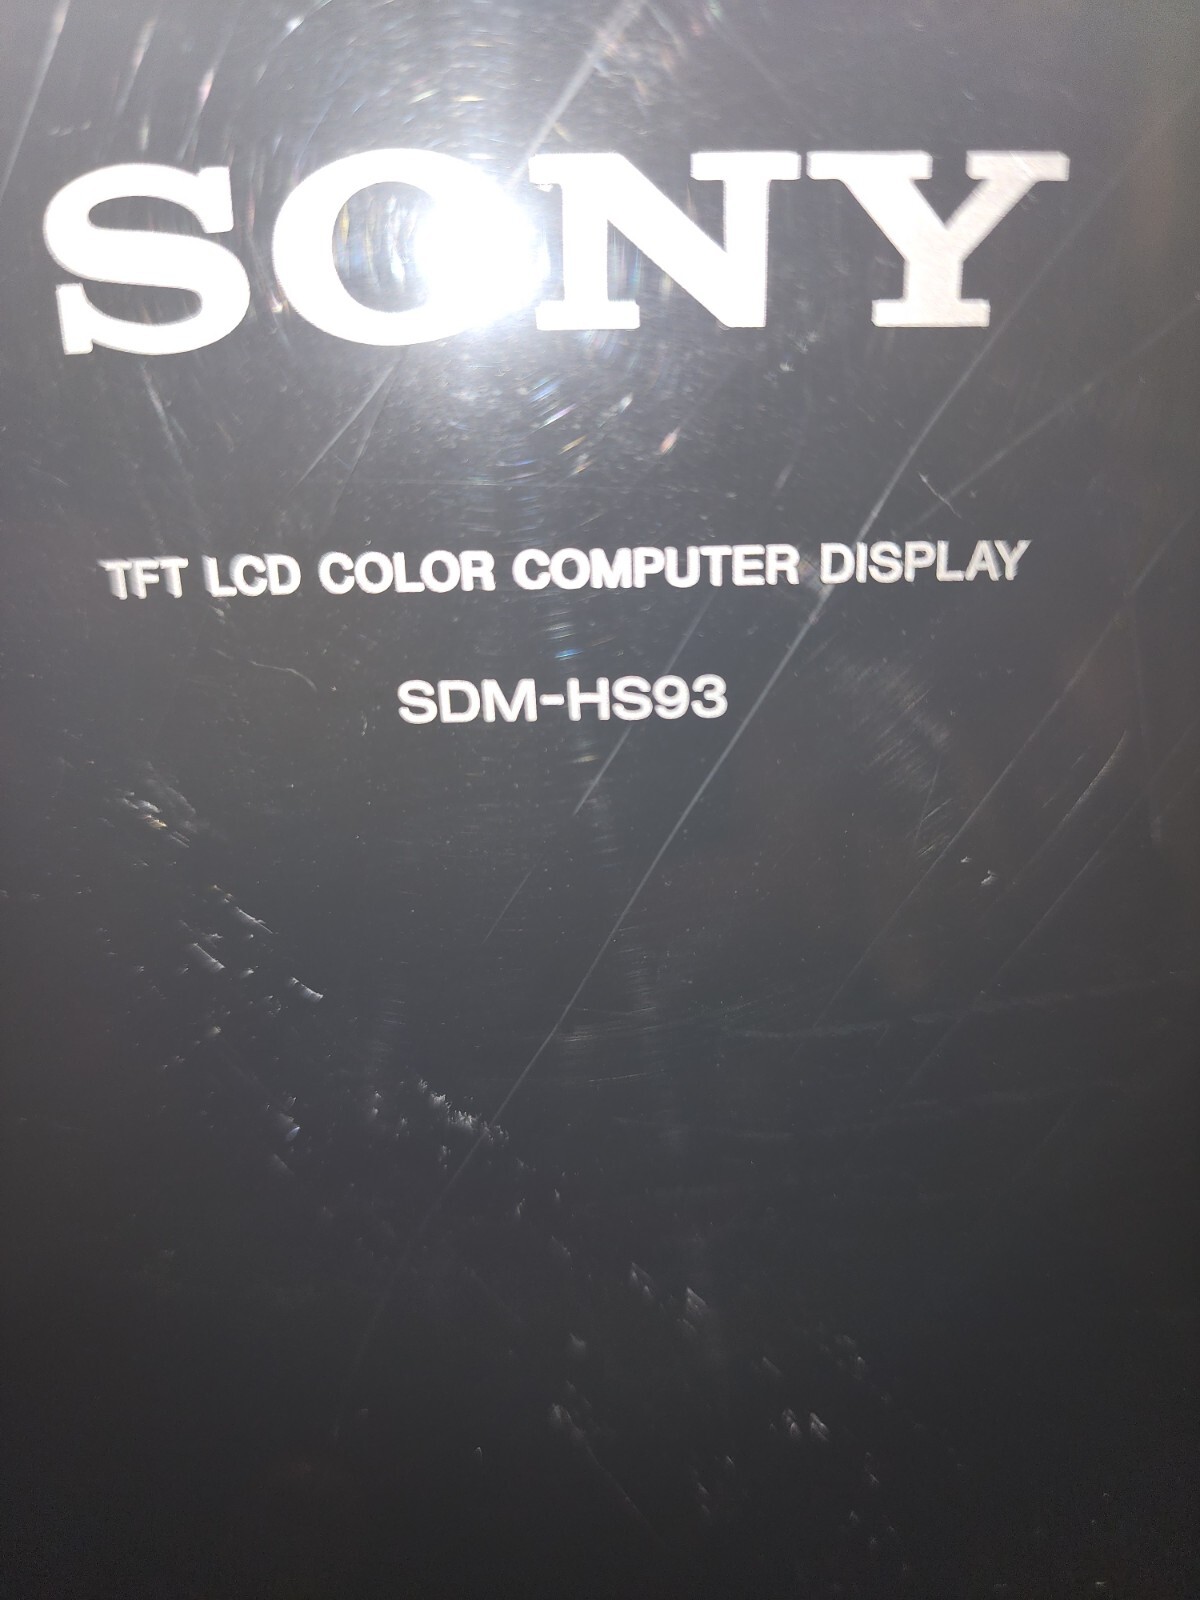 SONY
TFT LCD COLOR COMPUTER DISPLAY
SDM-HS93